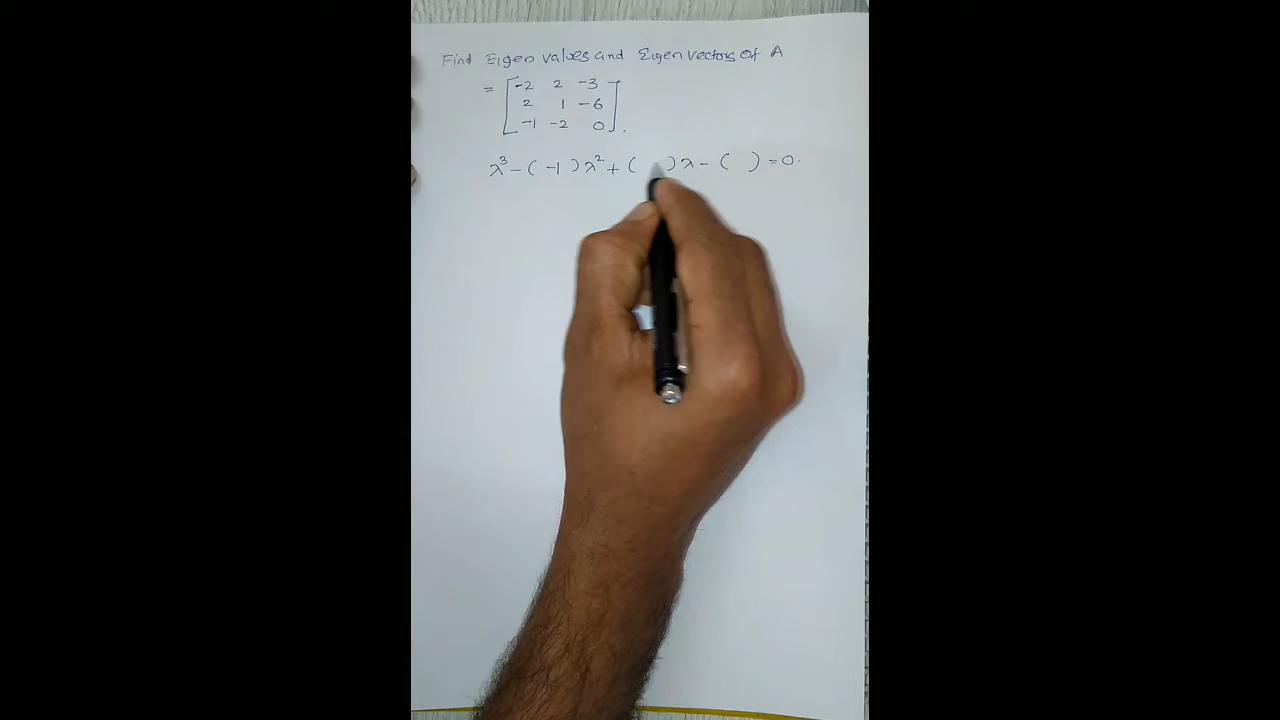 Find Eigen values and Eigen vectors of A
= [ -2 2 -3
2 1 -6
-1 -2 0 ].
λ³ - ( -1 ) λ² + ( ) λ - ( ) = 0.